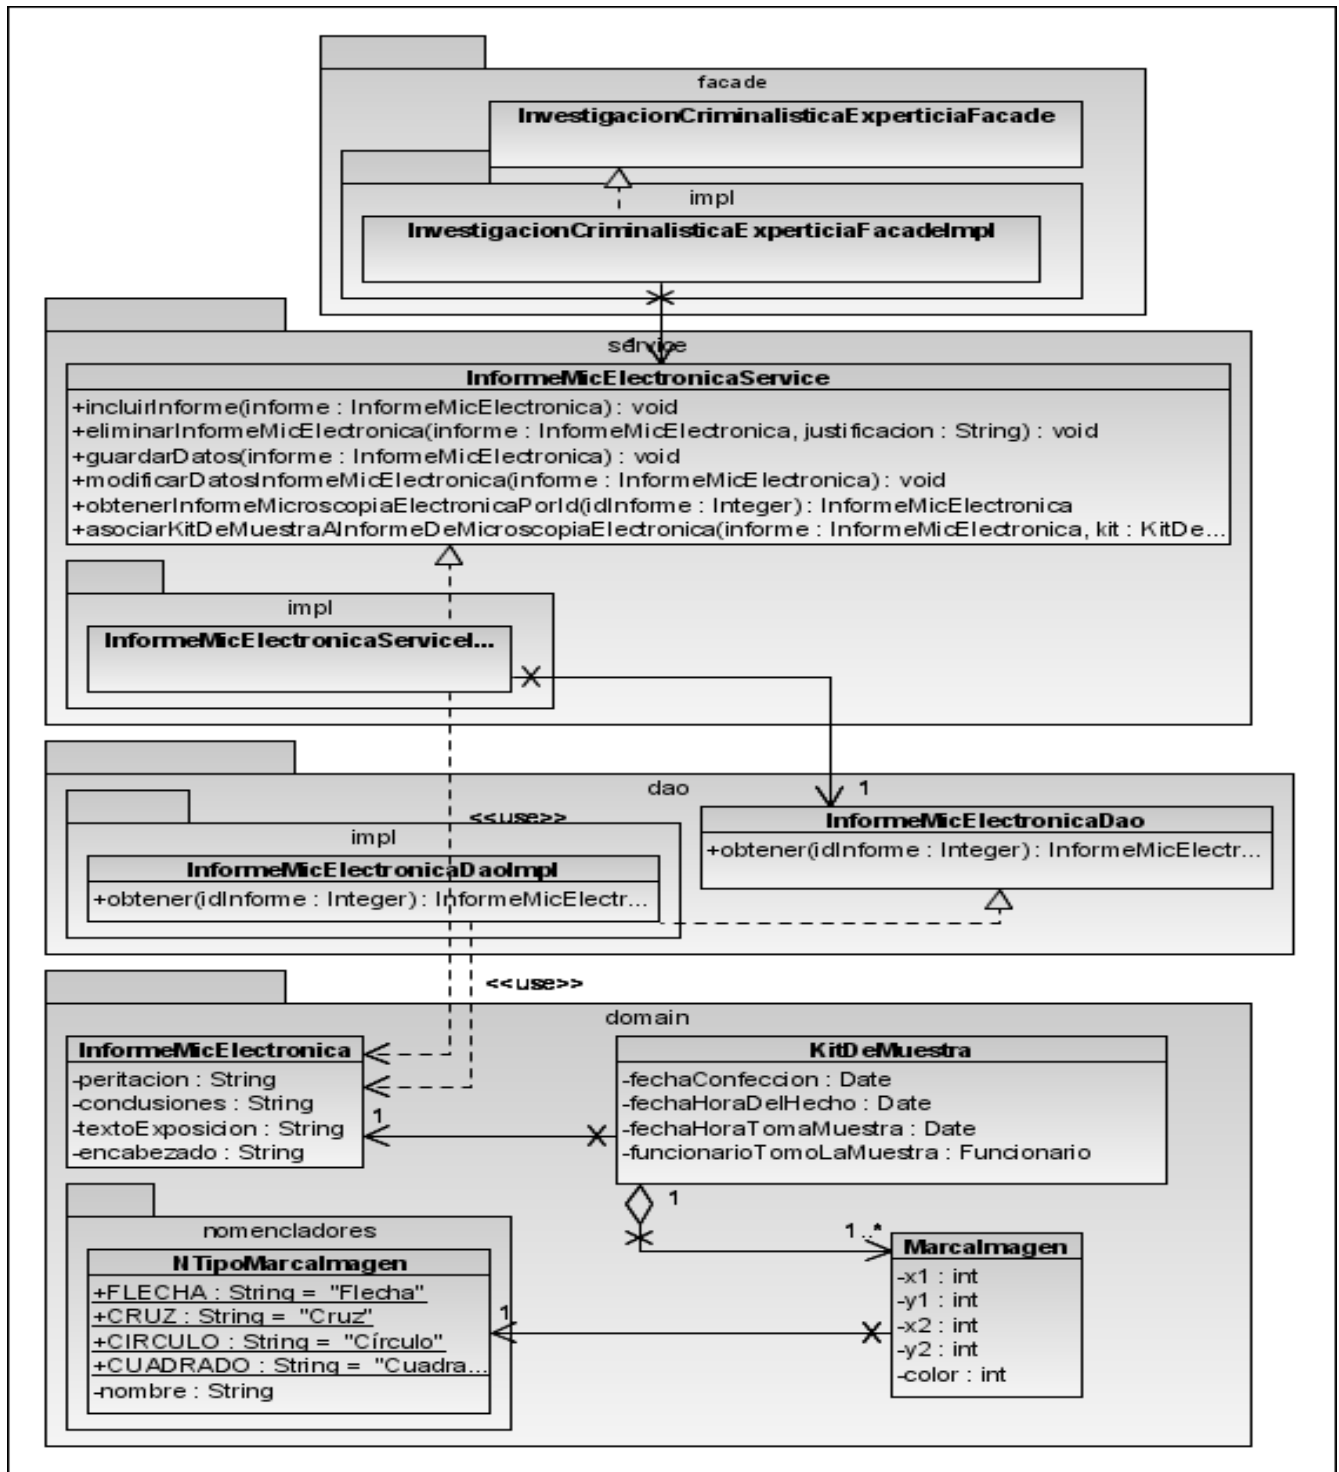 facade
InvestigacionCriminalisticaExperticiaFacade
impl
InvestigacionCriminalisticaExperticiaFacadeImpl
service
1
InformeMicElectronicaService
+incluirInforme(informe : InformeMicElectronica) : void
+eliminarInformeMicElectronica(informe : InformeMicElectronica, justificacion : String) : void
+guardarDatos(informe : InformeMicElectronica) : void
+modificarDatosInformeMicElectronica(informe : InformeMicElectronica) : void
+obtenerInformeMicroscopiaElectronicaPorId(idInforme : Integer) : InformeMicElectronica
+asociarKitDeMuestraAInformeDeMicroscopiaElectronica(informe : InformeMicElectronica, kit : KitDe...
impl
InformeMicElectronicaServiceI...
dao
1
<<use>>
impl
InformeMicElectronicaDao
+obtener(idInforme : Integer) : InformeMicElectr...
InformeMicElectronicaDaoImpl
+obtener(idInforme : Integer) : InformeMicElectr...
<<use>>
domain
InformeMicElectronica
-peritacion : String
-conclusiones : String
-textoExposicion : String
-encabezado : String
1
KitDeMuestra
-fechaConfeccion : Date
-fechaHoraDelHecho : Date
-fechaHoraTomaMuestra : Date
-funcionarioTomoLaMuestra : Funcionario
1
1..*
nomencladores
NTipoMarcaImagen
+FLECHA : String = "Flecha"
+CRUZ : String = "Cruz"
+CIRCULO : String = "Círculo"
+CUADRADO : String = "Cuadra...
-nombre : String
1
MarcaImagen
-x1 : int
-y1 : int
-x2 : int
-y2 : int
-color : int